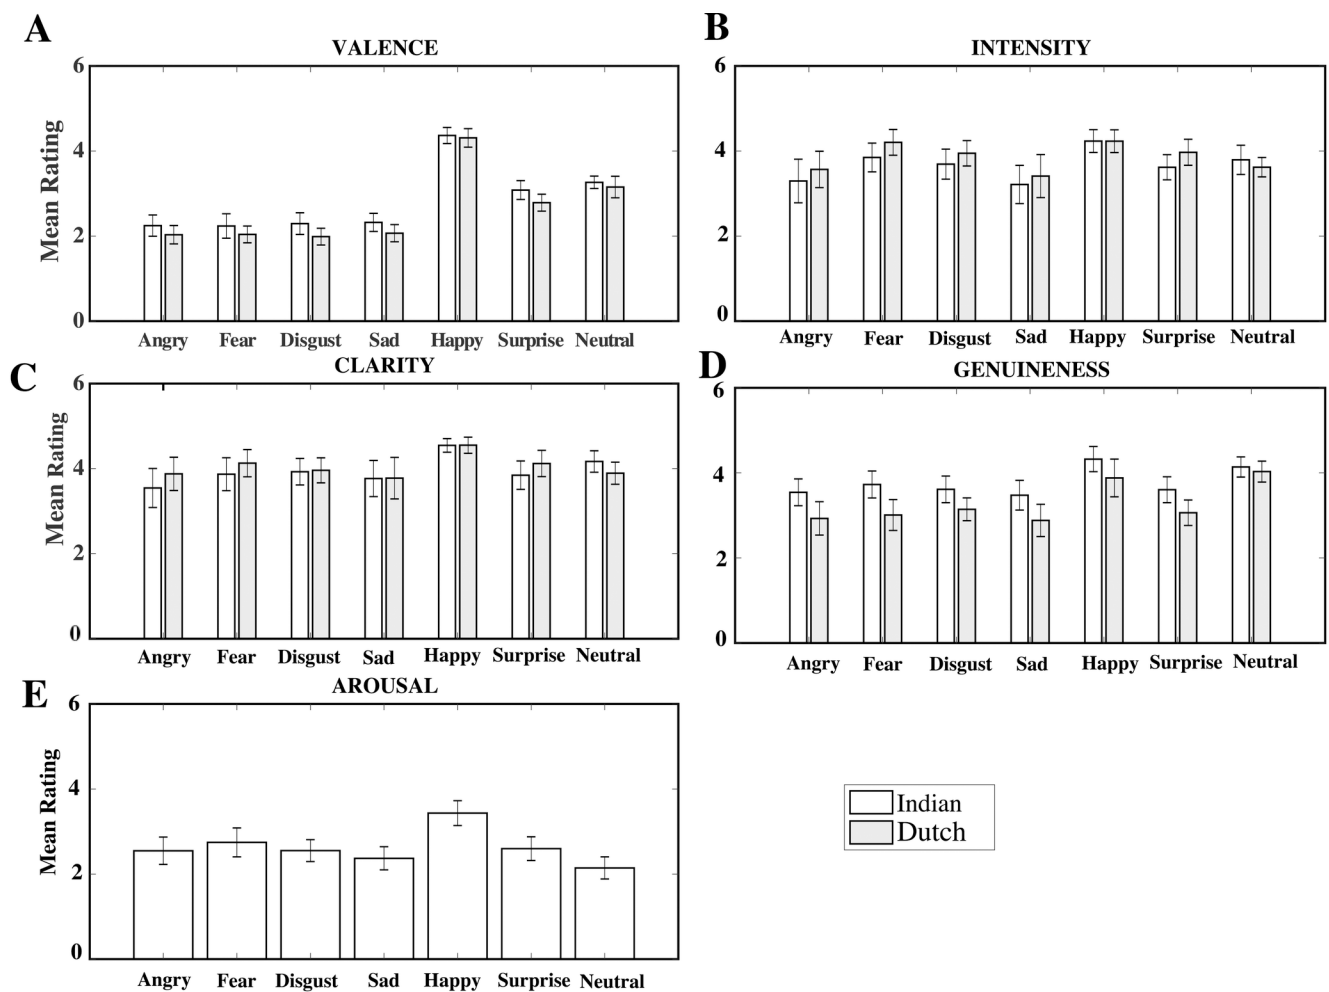 A
VALENCE
6
4
2
0
Mean Rating
Angry Fear Disgust Sad Happy Surprise Neutral
B
INTENSITY
6
4
2
0
Angry Fear Disgust Sad Happy Surprise Neutral
C
CLARITY
6
4
2
0
Mean Rating
Angry Fear Disgust Sad Happy Surprise Neutral
D
GENUINENESS
6
4
2
0
Angry Fear Disgust Sad Happy Surprise Neutral
E
AROUSAL
6
4
2
0
Mean Rating
Angry Fear Disgust Sad Happy Surprise Neutral
Indian
Dutch